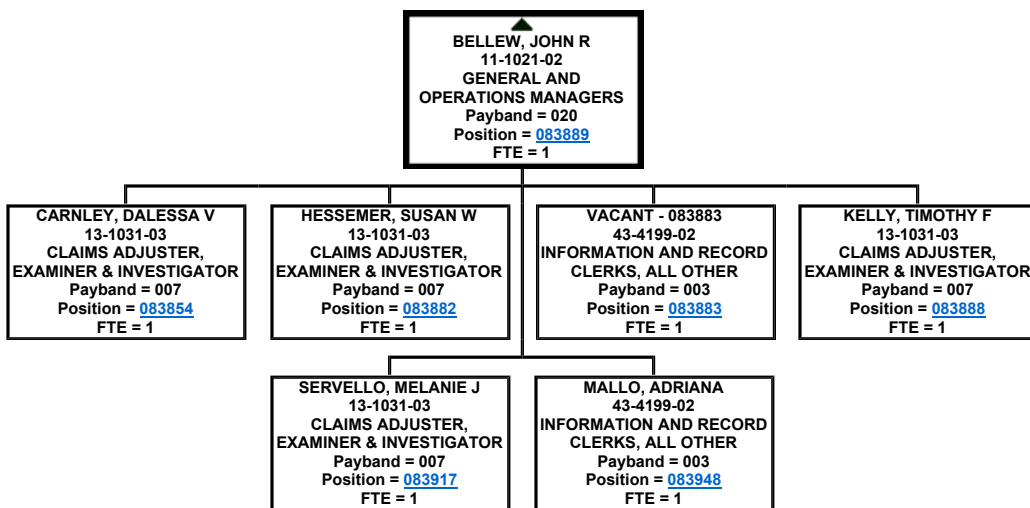 BELLEW, JOHN R
11-1021-02
GENERAL AND
OPERATIONS MANAGERS
Payband = 020
Position = 083889
FTE = 1
CARNLEY, DALESSA V
13-1031-03
CLAIMS ADJUSTER,
EXAMINER & INVESTIGATOR
Payband = 007
Position = 083854
FTE = 1
HESSEMER, SUSAN W
13-1031-03
CLAIMS ADJUSTER,
EXAMINER & INVESTIGATOR
Payband = 007
Position = 083882
FTE = 1
VACANT - 083883
43-4199-02
INFORMATION AND RECORD
CLERKS, ALL OTHER
Payband = 003
Position = 083883
FTE = 1
KELLY, TIMOTHY F
13-1031-03
CLAIMS ADJUSTER,
EXAMINER & INVESTIGATOR
Payband = 007
Position = 083888
FTE = 1
SERVELLO, MELANIE J
13-1031-03
CLAIMS ADJUSTER,
EXAMINER & INVESTIGATOR
Payband = 007
Position = 083917
FTE = 1
MALLO, ADRIANA
43-4199-02
INFORMATION AND RECORD
CLERKS, ALL OTHER
Payband = 003
Position = 083948
FTE = 1